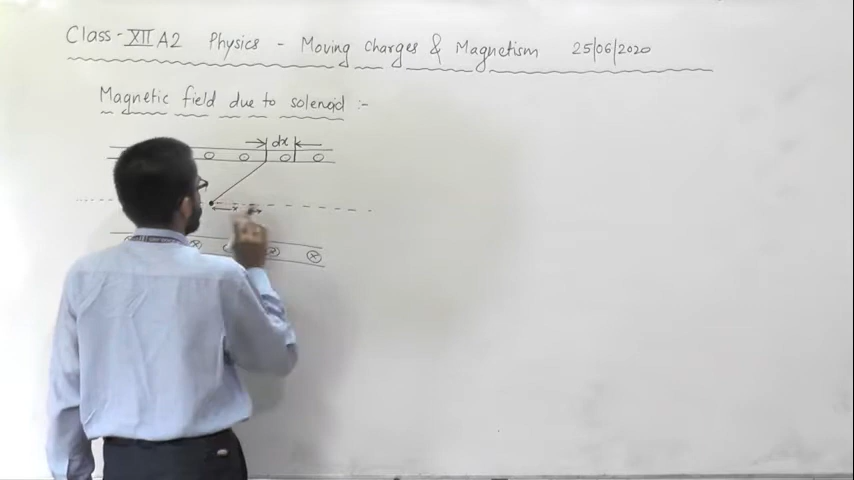 Class-XII A2 Physics - Moving Charges & Magnetism 25/06/2020
Magnetic field due to solenoid :-
dx
x